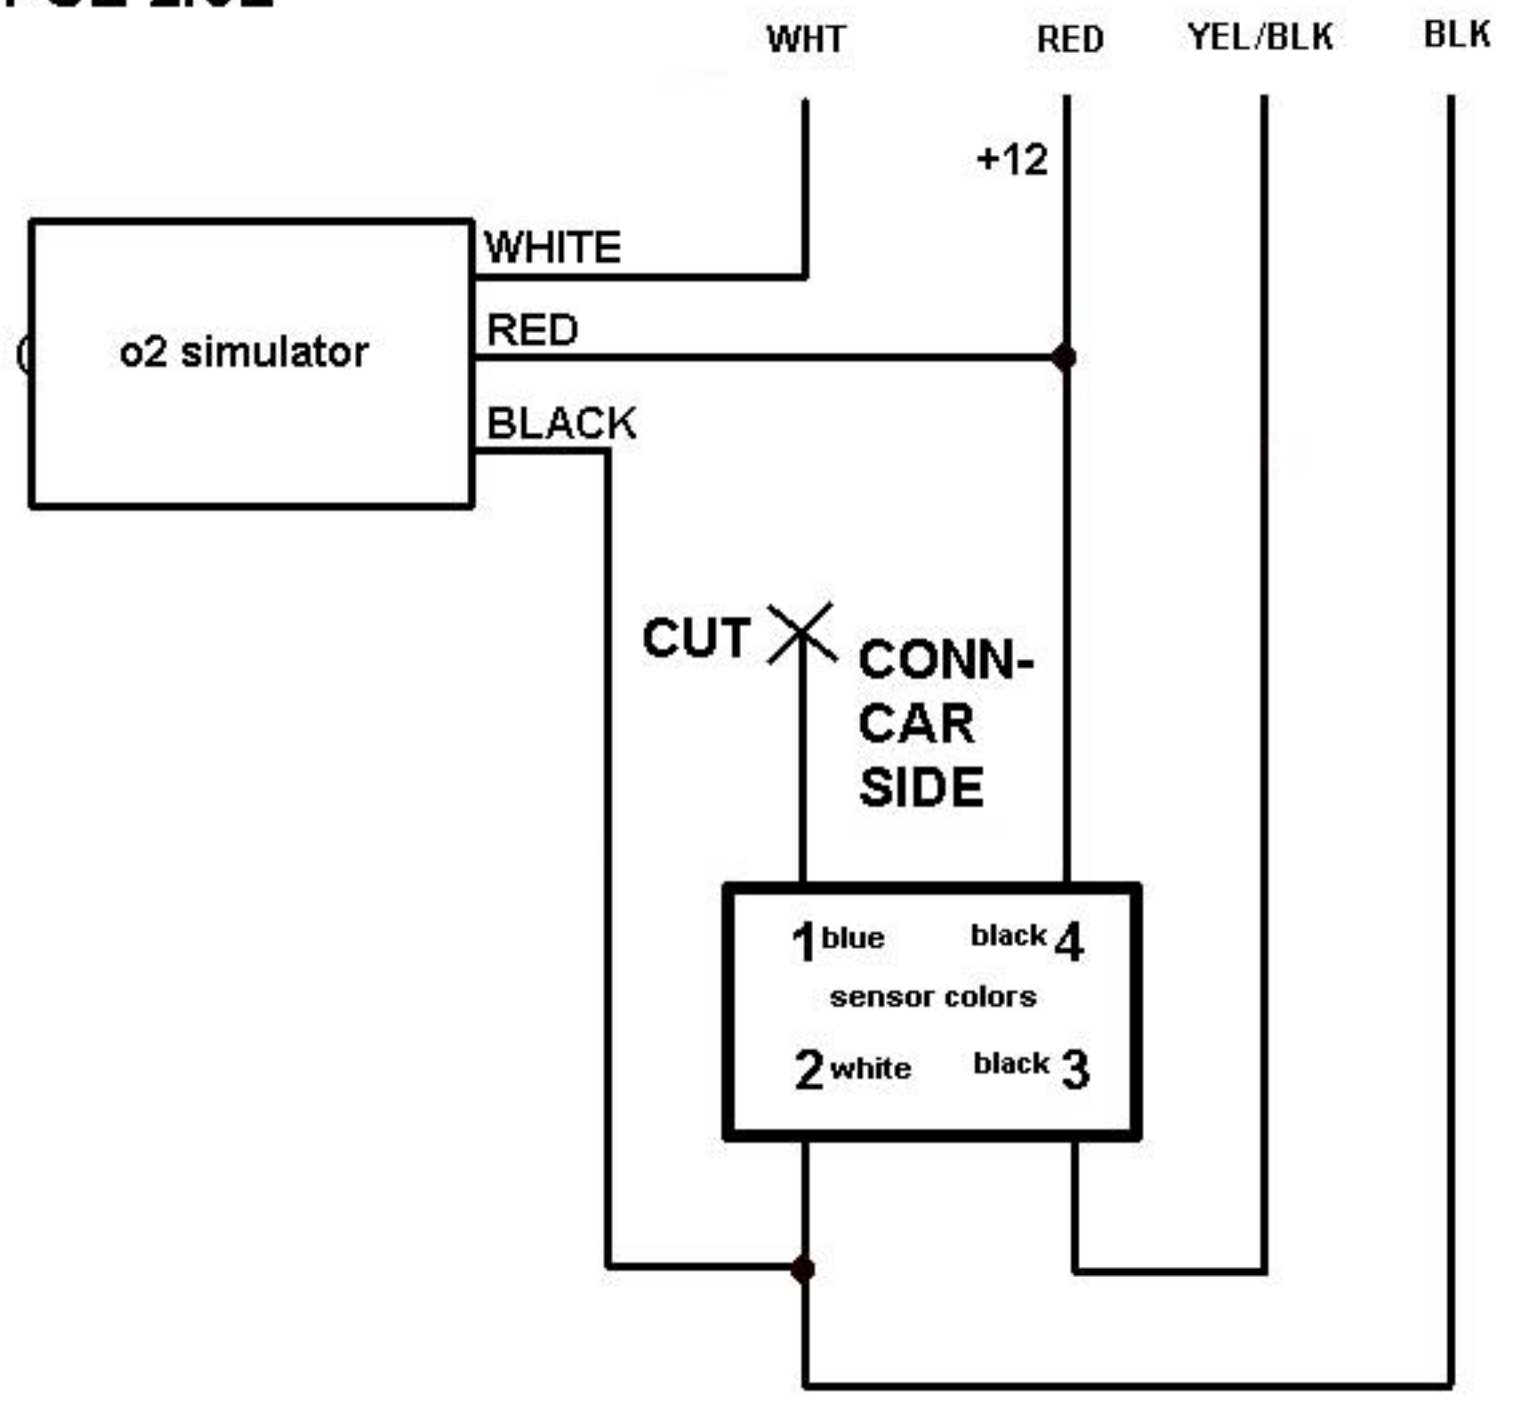 WHT RED YEL/BLK BLK
+12
WHITE
RED
o2 simulator
BLACK
CUT
CONN-
CAR
SIDE
1 blue black 4
sensor colors
2 white black 3